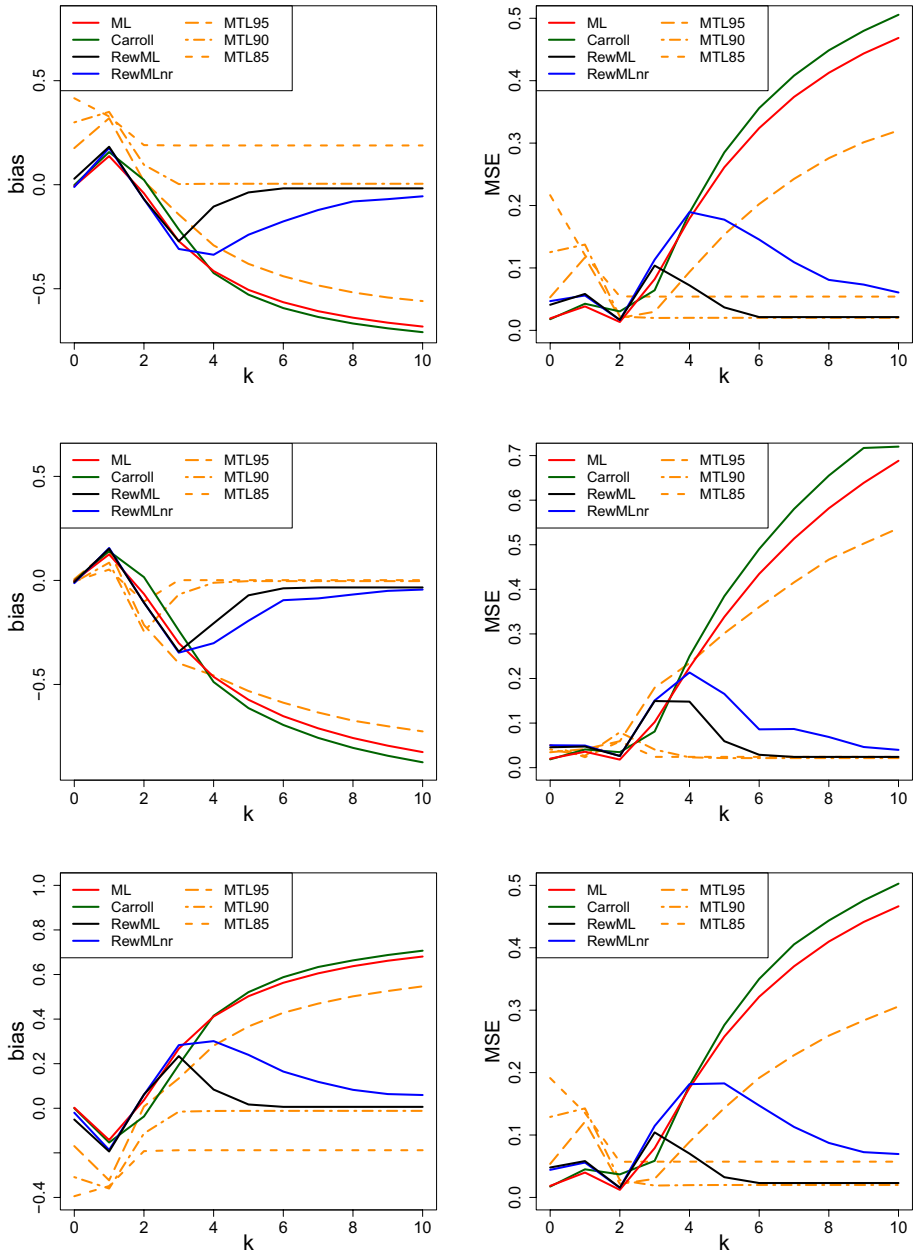 ML
Carroll
RewML
RewMLnr
MTL95
MTL90
MTL85
bias
0.5
0.0
−0.5
0 2 4 6 8 10
k
ML
Carroll
RewML
RewMLnr
MTL95
MTL90
MTL85
MSE
0.5
0.4
0.3
0.2
0.1
0.0
0 2 4 6 8 10
k
ML
Carroll
RewML
RewMLnr
MTL95
MTL90
MTL85
bias
0.5
0.0
−0.5
0 2 4 6 8 10
k
ML
Carroll
RewML
RewMLnr
MTL95
MTL90
MTL85
MSE
0.7
0.6
0.5
0.4
0.3
0.2
0.1
0.0
0 2 4 6 8 10
k
ML
Carroll
RewML
RewMLnr
MTL95
MTL90
MTL85
bias
1.0
0.8
0.6
0.4
0.2
0.0
−0.4
0 2 4 6 8 10
k
ML
Carroll
RewML
RewMLnr
MTL95
MTL90
MTL85
MSE
0.5
0.4
0.3
0.2
0.1
0.0
0 2 4 6 8 10
k